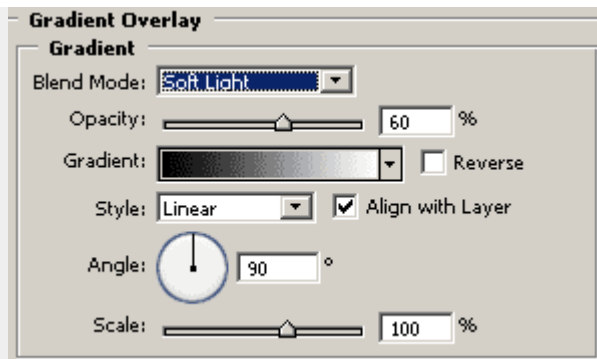 Gradient Overlay
Gradient
Blend Mode: Soft Light
Opacity: 60 %
Gradient: Reverse
Style: Linear Align with Layer
Angle: 90 °
Scale: 100 %